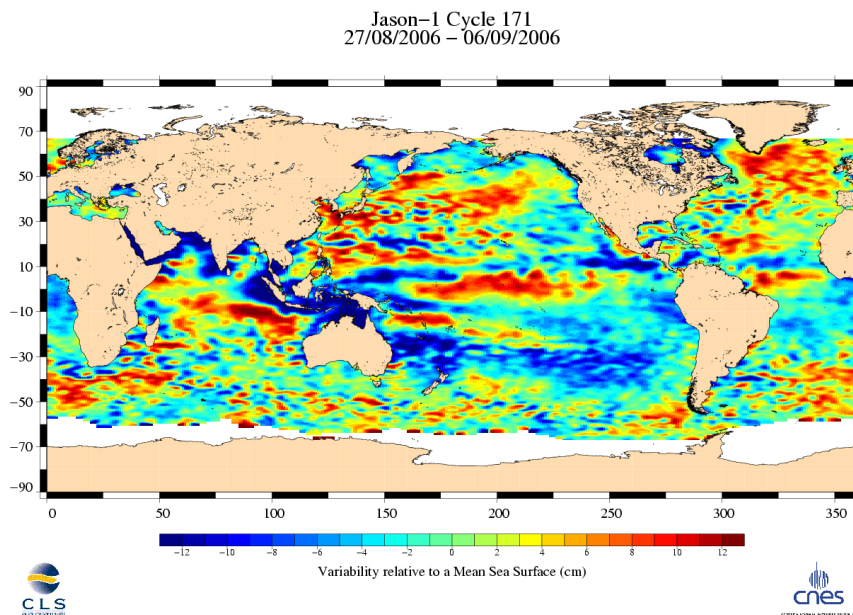 Jason-1 Cycle 171
27/08/2006 - 06/09/2006
90
70
50
30
10
-10
-30
-50
-70
-90
0 50 100 150 200 250 300 350
-12 -10 -8 -6 -4 -2 0 2 4 6 8 10 12
Variability relative to a Mean Sea Surface (cm)
CLS
cnes